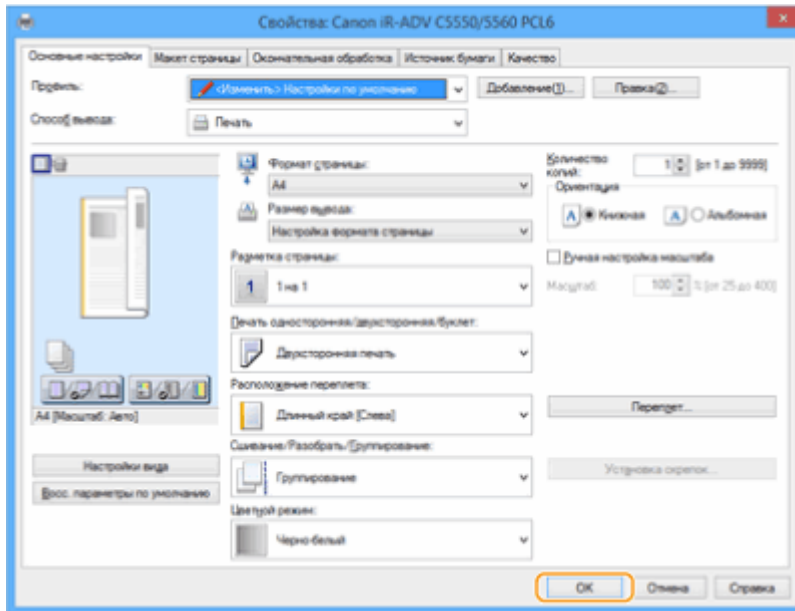 Свойства: Canon iR-ADV C5550/5560 PCL6
Основные настройки Макет страницы Окончательная обработка Источник бумаги Качество
Профиль: <Изменить> Настройки по умолчанию Добавление(1)... Правка(2)...
Способ вывода: Печать
Формат страницы:
A4
Размер вывода:
Настройка формата страницы
Количество копий: 1 [от 1 до 9999]
Ориентация
A Книжная A Альбомная
Разметка страницы:
1 1 на 1
Ручная настройка масштаба
Масштаб: 100 % [от 25 до 400]
Печать односторонняя/двухсторонняя/буклет:
Двухсторонняя печать
A4 [Масштаб: Авто]
Расположение переплета:
Длинный край [Слева]
Переплет...
Сшивание/Разобрать/Группирование:
Группирование
Установка скрепок...
Настройки вида
Восс. параметры по умолчанию
Цветной режим:
Черно-белый
OK Отмена Справка